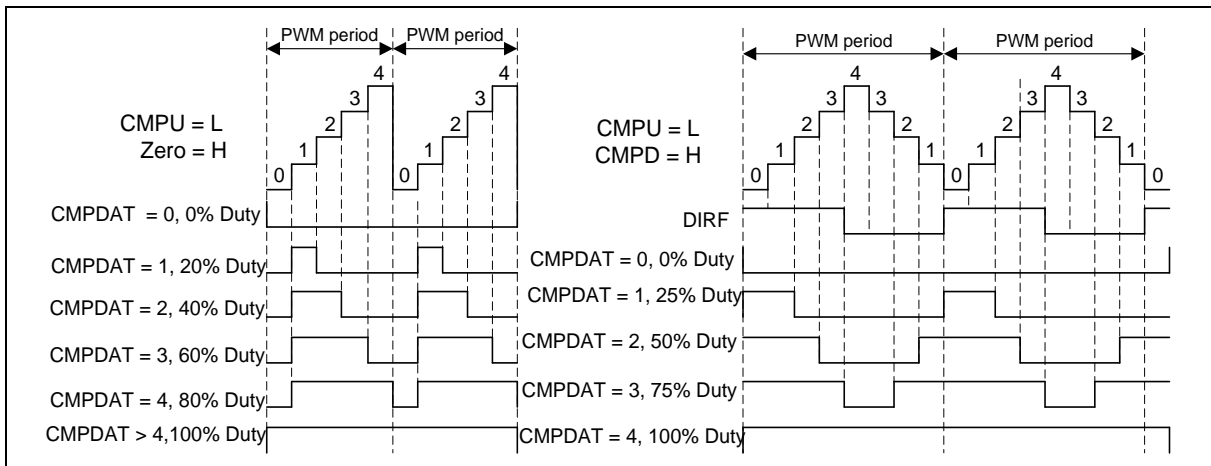 PWM period
PWM period
4
4
3
3
2
2
1
1
0
0
CMPU = L
Zero = H
CMPDAT = 0, 0% Duty
CMPDAT = 1, 20% Duty
CMPDAT = 2, 40% Duty
CMPDAT = 3, 60% Duty
CMPDAT = 4, 80% Duty
CMPDAT > 4,100% Duty
PWM period
PWM period
4
4
3
3
3
3
2
2
2
2
1
1
1
1
0
0
0
CMPU = L
CMPD = H
DIRF
CMPDAT = 0, 0% Duty
CMPDAT = 1, 25% Duty
CMPDAT = 2, 50% Duty
CMPDAT = 3, 75% Duty
CMPDAT = 4, 100% Duty